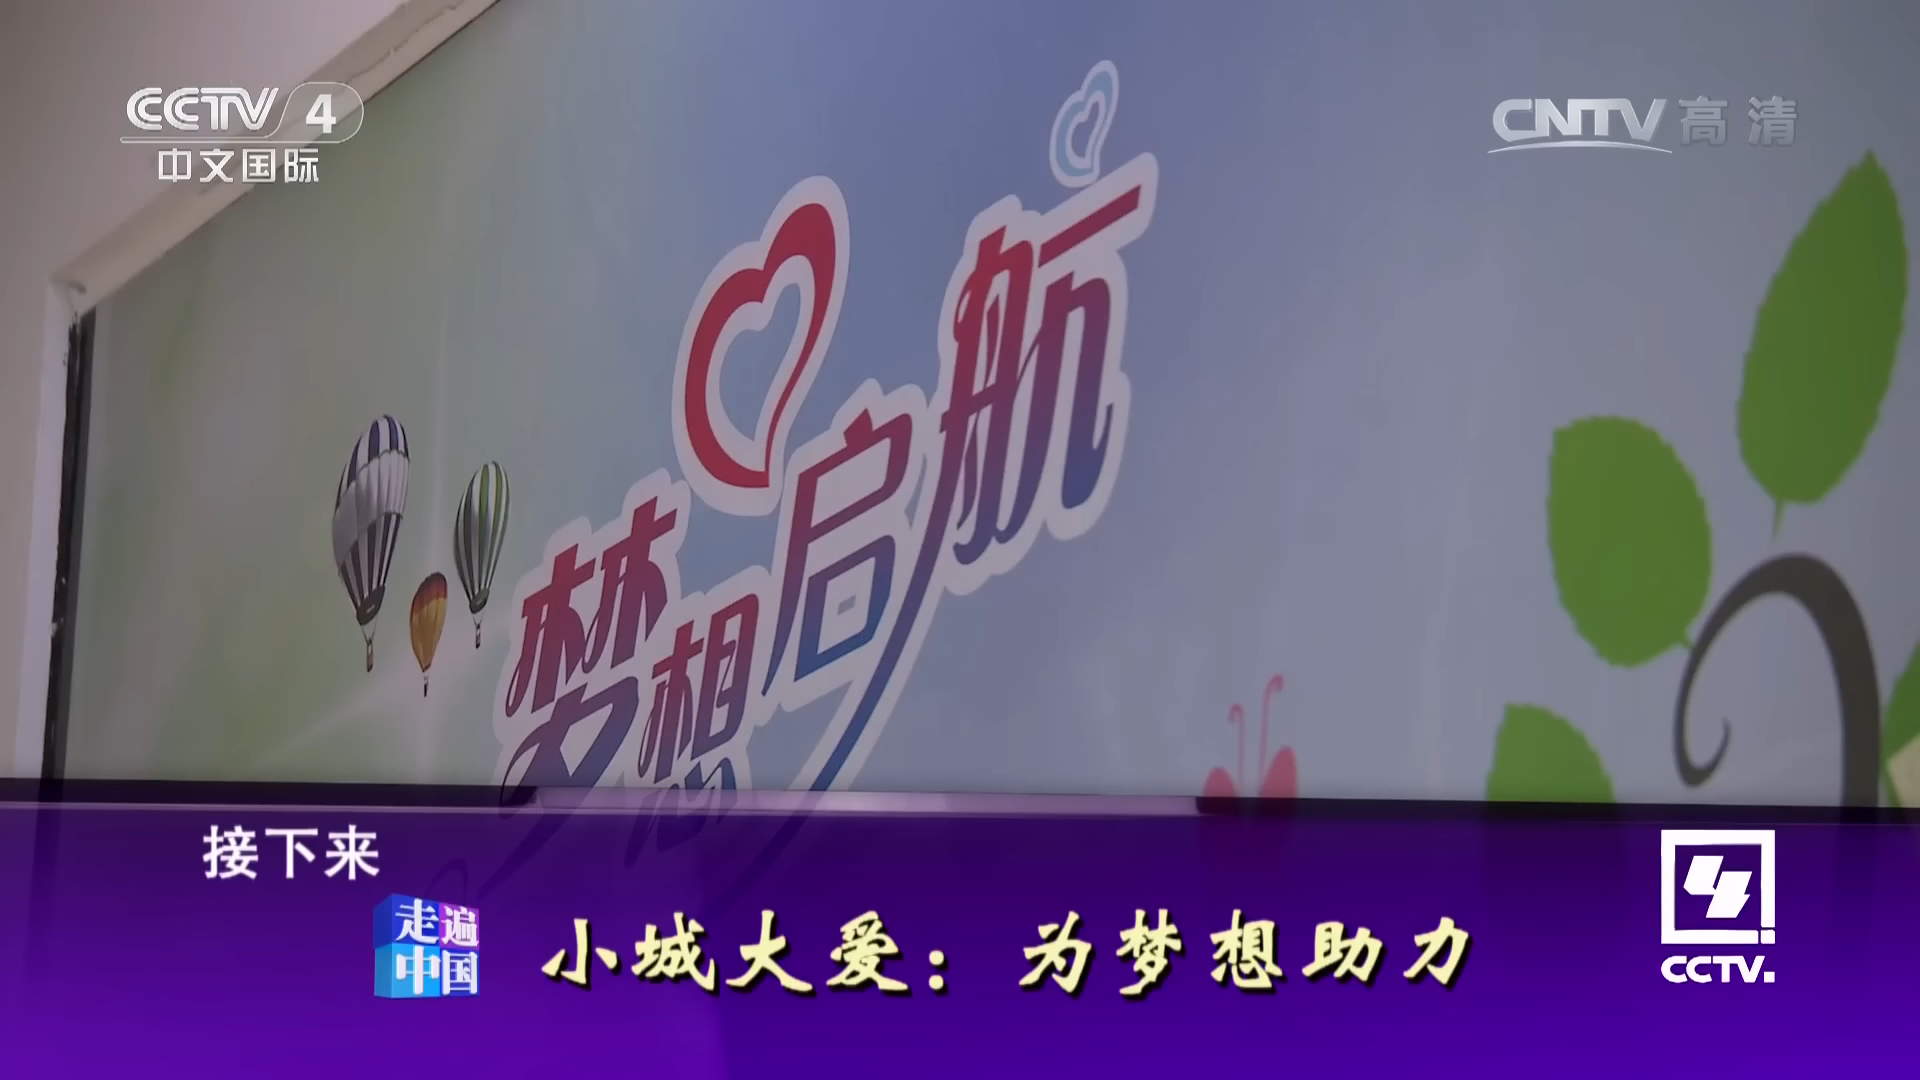 CCTV 4
中文国际
CNTV 高清
梦想启航
接下来
走遍中国
小城大爱：为梦想助力
CCTV.